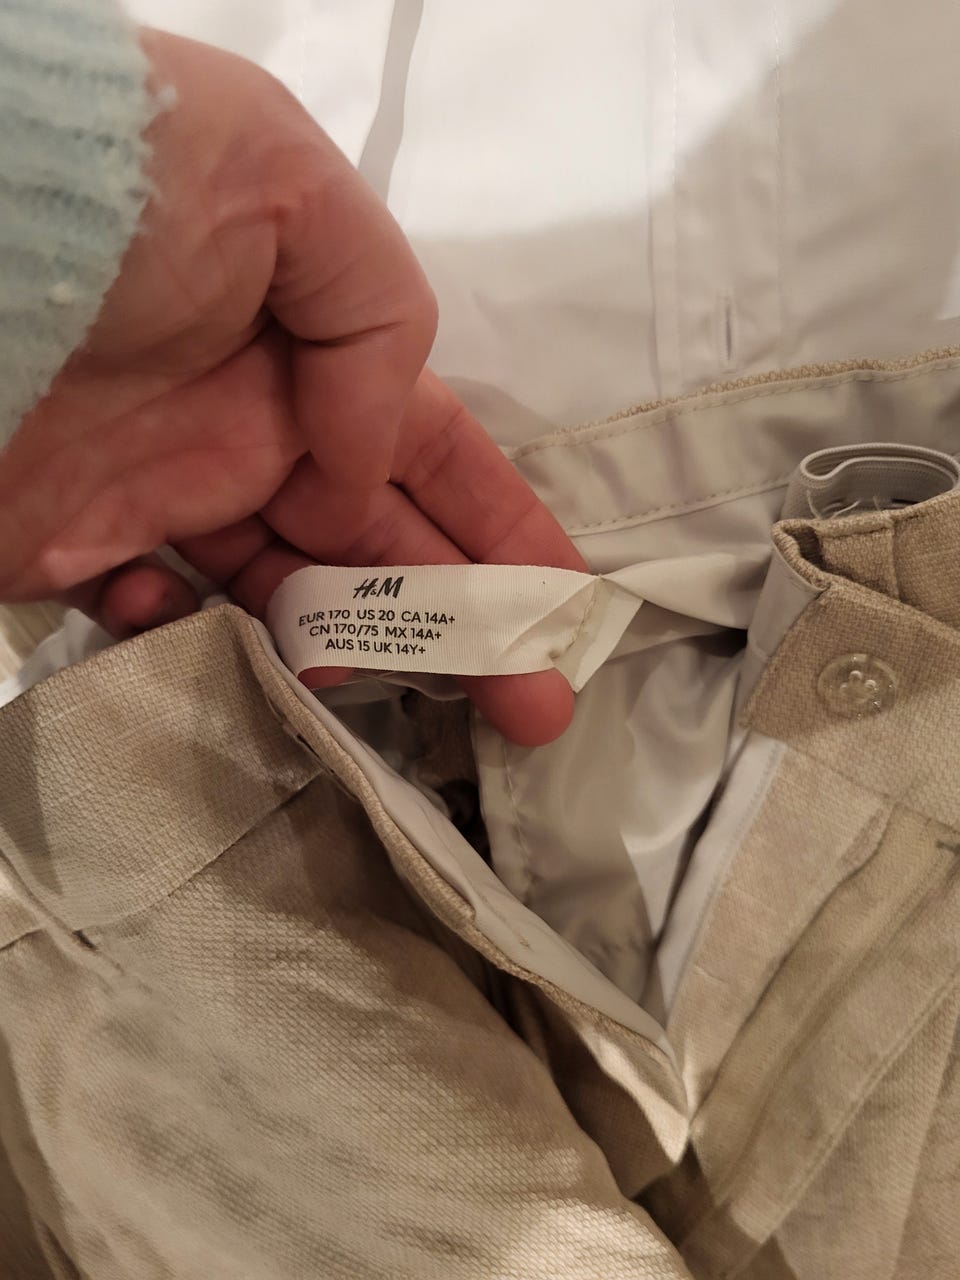 H&M
EUR 170 US 20 CA 14A+
CN 170/75 MX 14A+
AUS 15 UK 14Y+